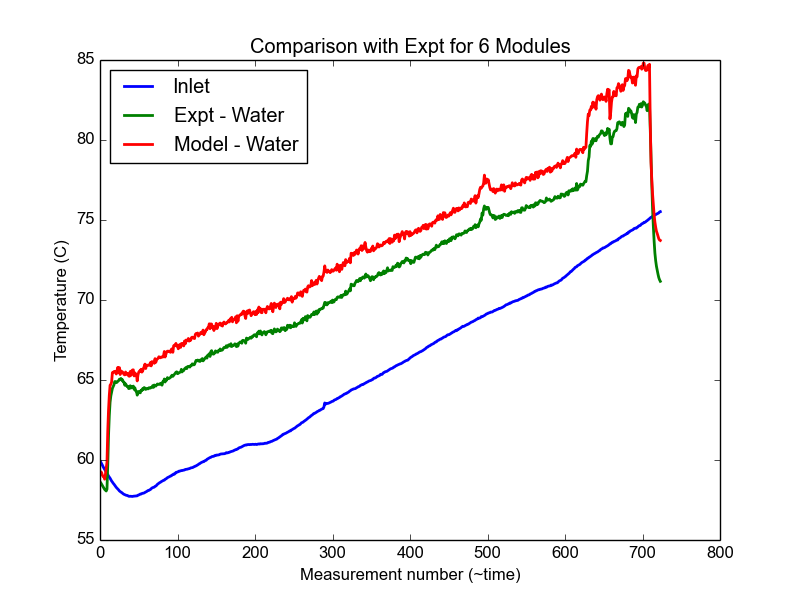 Comparison with Expt for 6 Modules
Inlet
Expt - Water
Model - Water
Temperature (C)
85
80
75
70
65
60
55
0 100 200 300 400 500 600 700 800
Measurement number (~time)